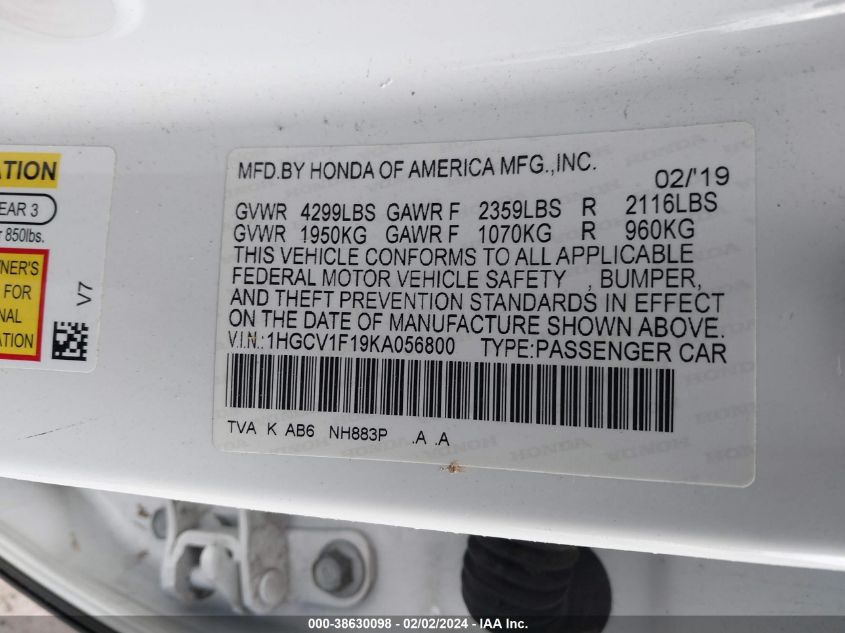 ATION
EAR 3
r 850lbs.
NER'S
FOR
NAL
ATION
V7
MFD.BY HONDA OF AMERICA MFG.,INC.
02/'19
GVWR 4299LBS GAWR F 2359LBS R 2116LBS
GVWR 1950KG GAWR F 1070KG R 960KG
THIS VEHICLE CONFORMS TO ALL APPLICABLE
FEDERAL MOTOR VEHICLE SAFETY , BUMPER,
AND THEFT PREVENTION STANDARDS IN EFFECT
ON THE DATE OF MANUFACTURE SHOWN ABOVE.
V.I.N.:1HGCV1F19KA056800 TYPE:PASSENGER CAR
TVA K AB6 NH883P .A .A
000-38630098 - 02/02/2024 - IAA Inc.